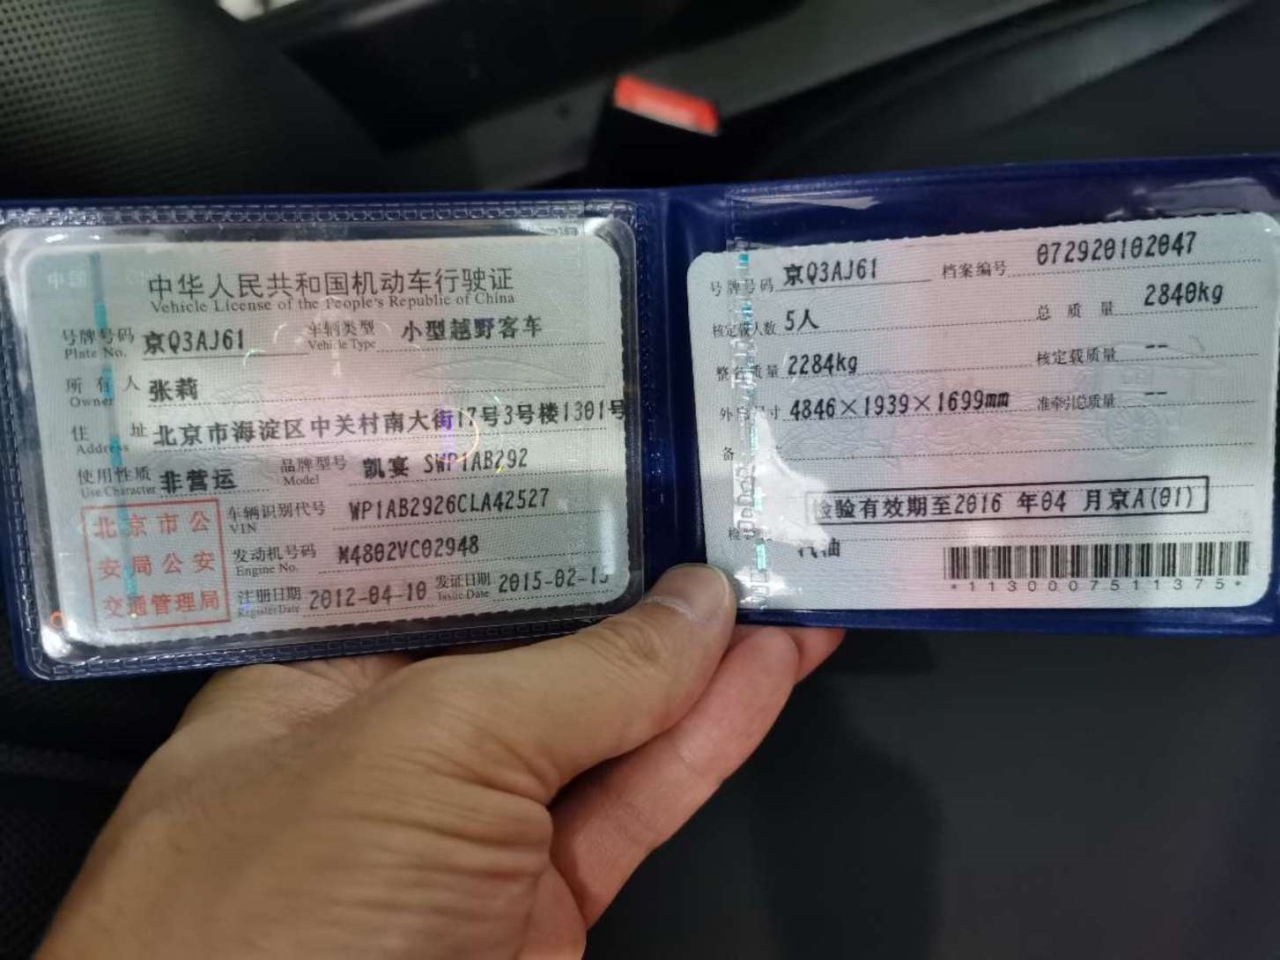 中华人民共和国机动车行驶证
Vehicle License of the People's Republic of China
号牌号码 京Q3AJ61 车辆类型 小型越野客车
Plate No. Vehicle Type
所有人 张莉
Owner
住址 北京市海淀区中关村南大街17号3号楼1301号
Address
使用性质 非营运 品牌型号 凯宴 SWP1AB292
Use Character Model
北京市公安局公安交通管理局
车辆识别代号 WP1AB2926CLA42527
VIN
发动机号码 M4802VC02948
Engine No.
注册日期 2012-04-10 发证日期 2015-02-13
Register Date Issue Date
号牌号码 京Q3AJ61 档案编号 072920102047
核定载人数 5人 总质量 2840kg
整备质量 2284kg 核定载质量 --
外廓尺寸 4846×1939×1699mm 准牵引总质量 --
备
检验有效期至2016 年04 月京A(01)
检
汽油
*1130007511375*